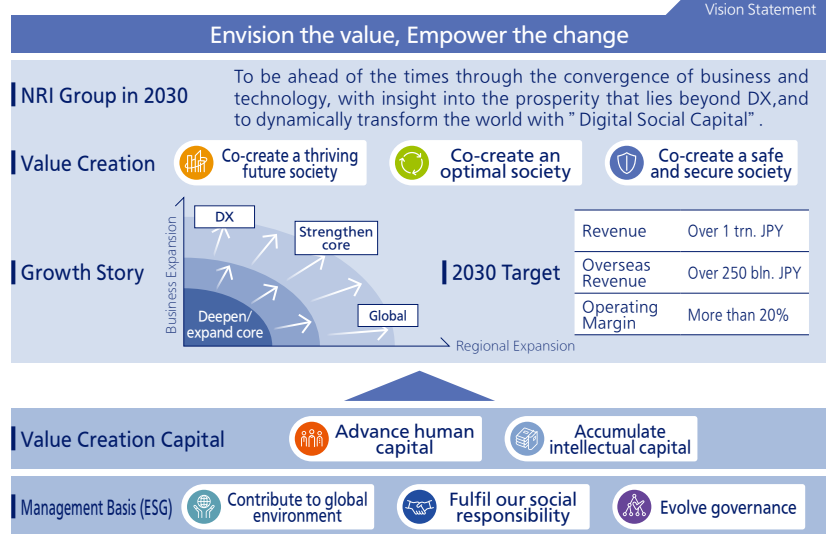 Vision Statement
Envision the value, Empower the change
NRI Group in 2030
To be ahead of the times through the convergence of business and
technology, with insight into the prosperity that lies beyond DX,and
to dynamically transform the world with ” Digital Social Capital” .
Value Creation
Co-create a thriving
future society
Co-create an
optimal society
Co-create a safe
and secure society
Growth Story
Business Expansion
DX
Strengthen
core
Deepen/
expand core
Global
Regional Expansion
2030 Target
Revenue Over 1 trn. JPY
Overseas
Revenue Over 250 bln. JPY
Operating
Margin More than 20%
Value Creation Capital
Advance human
capital
Accumulate
intellectual capital
Management Basis (ESG)
Contribute to global
environment
Fulfil our social
responsibility
Evolve governance